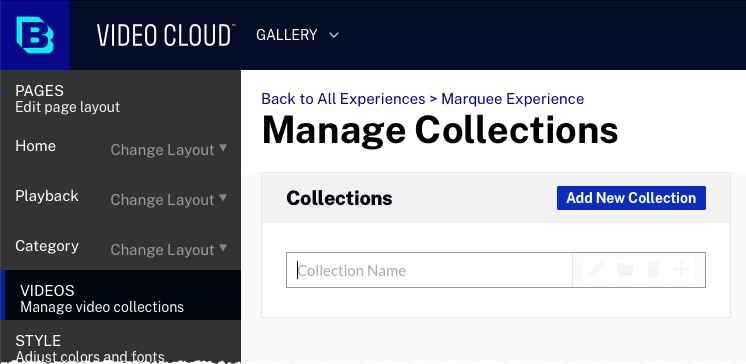 VIDEO CLOUD™
GALLERY
PAGES
Edit page layout
Home
Change Layout
Playback
Change Layout
Category
Change Layout
VIDEOS
Manage video collections
STYLE
Adjust colors and fonts
Back to All Experiences > Marquee Experience
Manage Collections
Collections
Add New Collection
Collection Name